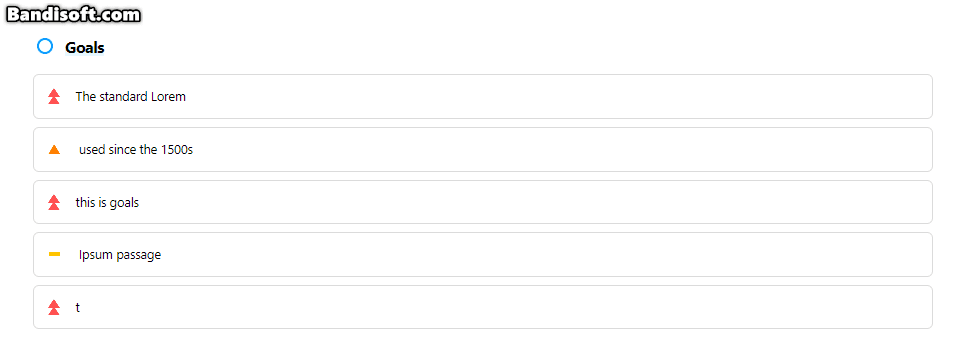 Bandisoft.com
Goals
The standard Lorem
used since the 1500s
this is goals
Ipsum passage
t